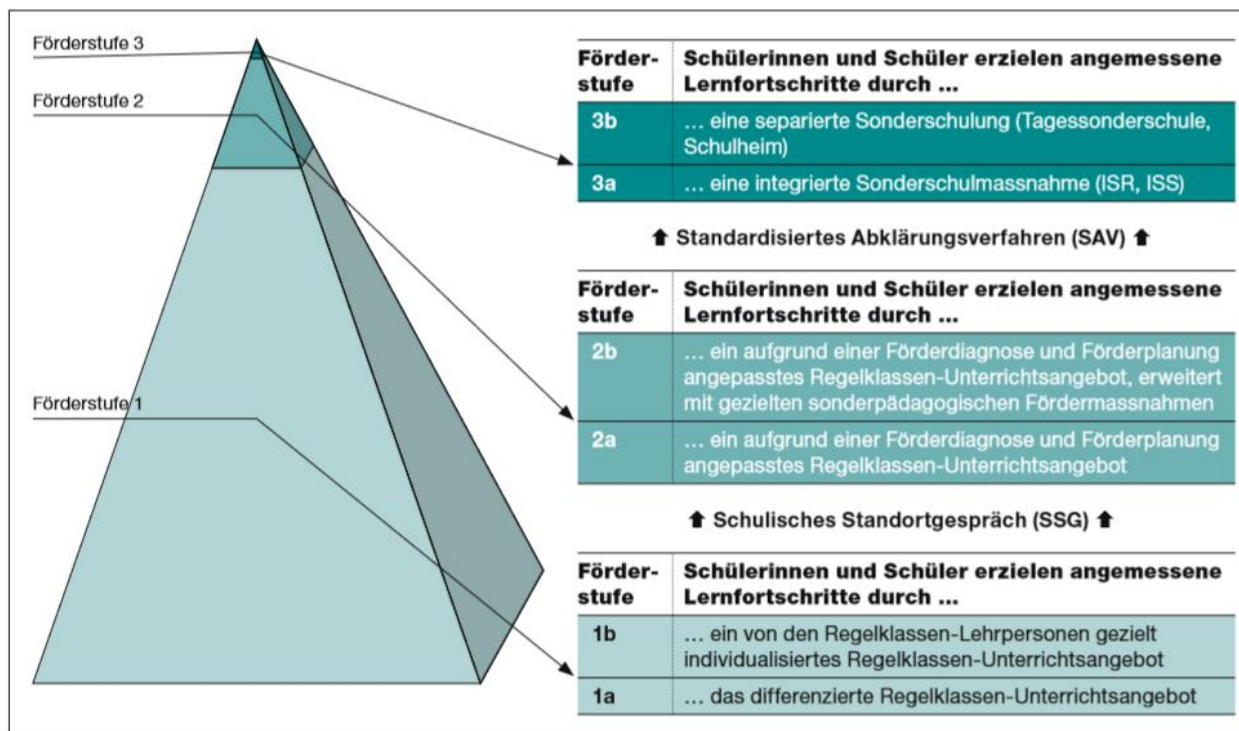 Förderstufe 3
Förderstufe 2
Förderstufe 1
Förder- Schülerinnen und Schüler erzielen angemessene
stufe Lernfortschritte durch ...
3b ... eine separierte Sonderschulung (Tagessonderschule,
Schulheim)
3a ... eine integrierte Sonderschulmassnahme (ISR, ISS)
🠭 Standardisiertes Abklärungsverfahren (SAV) 🠭
Förder- Schülerinnen und Schüler erzielen angemessene
stufe Lernfortschritte durch ...
2b ... ein aufgrund einer Förderdiagnose und Förderplanung
angepasstes Regelklassen-Unterrichtsangebot, erweitert
mit gezielten sonderpädagogischen Fördermassnahmen
2a ... ein aufgrund einer Förderdiagnose und Förderplanung
angepasstes Regelklassen-Unterrichtsangebot
🠭 Schulisches Standortgespräch (SSG) 🠭
Förder- Schülerinnen und Schüler erzielen angemessene
stufe Lernfortschritte durch ...
1b ... ein von den Regelklassen-Lehrpersonen gezielt
individualisiertes Regelklassen-Unterrichtsangebot
1a ... das differenzierte Regelklassen-Unterrichtsangebot